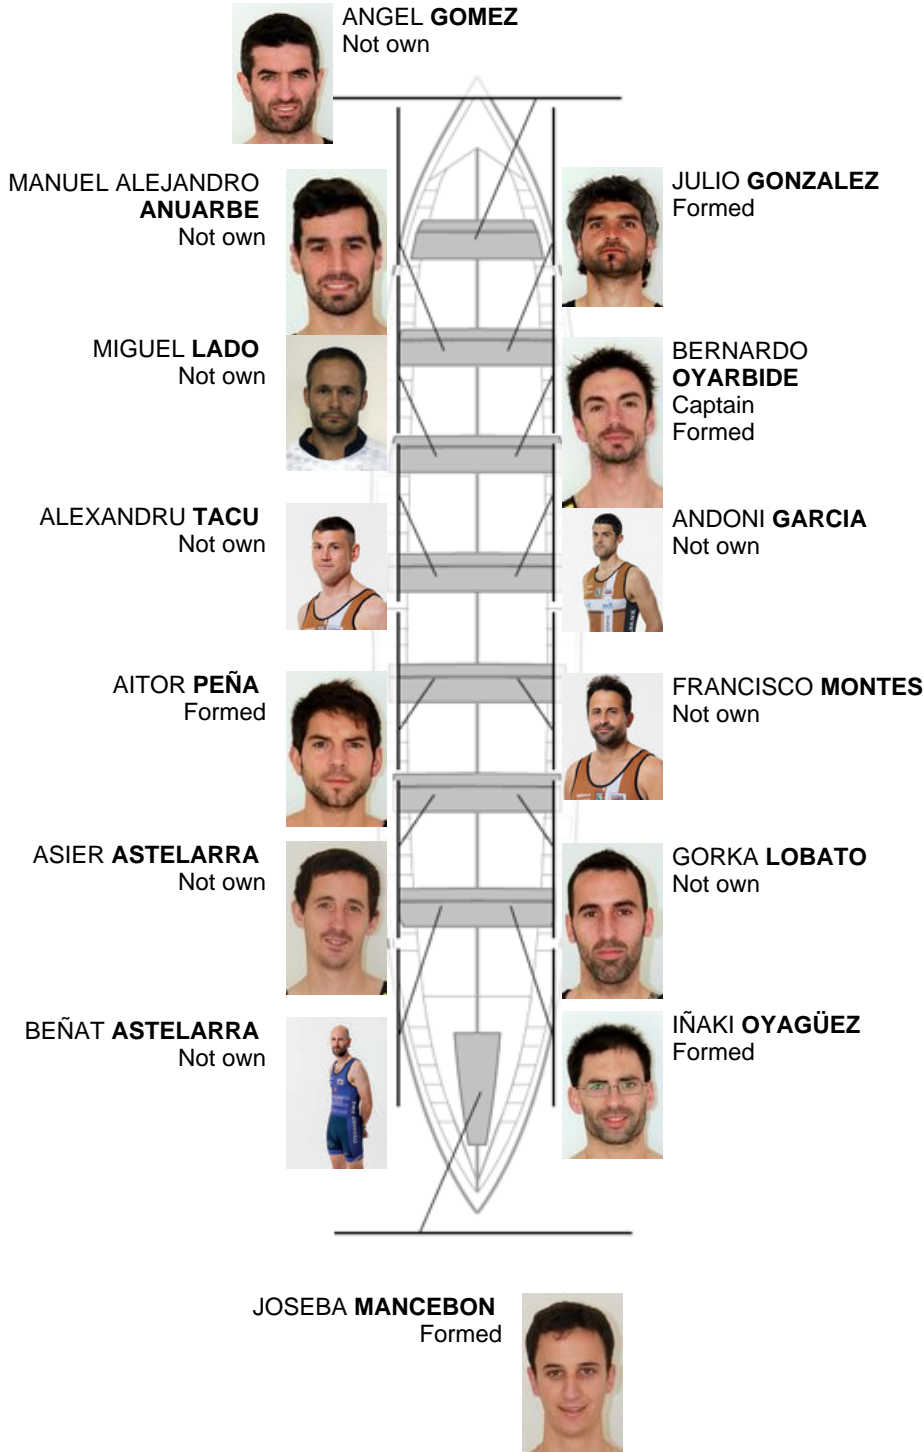 ANGEL GOMEZ
Not own
MANUEL ALEJANDRO
ANUARBE
Not own
JULIO GONZALEZ
Formed
MIGUEL LADO
Not own
BERNARDO
OYARBIDE
Captain
Formed
ALEXANDRU TACU
Not own
ANDONI GARCIA
Not own
AITOR PEÑA
Formed
FRANCISCO MONTES
Not own
ASIER ASTELARRA
Not own
GORKA LOBATO
Not own
BEÑAT ASTELARRA
Not own
IÑAKI OYAGÜEZ
Formed
JOSEBA MANCEBON
Formed